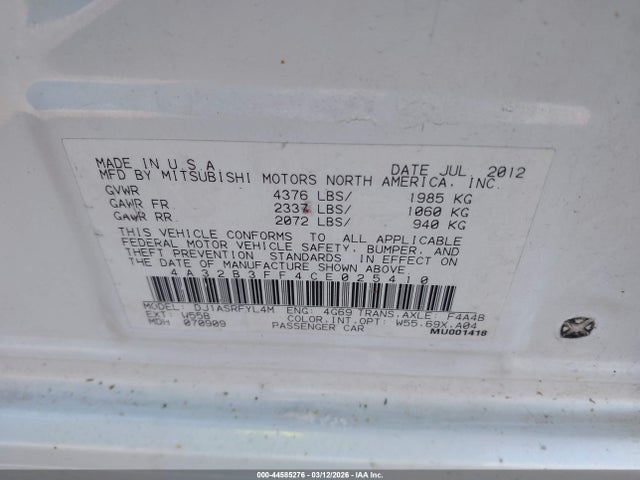 MADE IN U.S.A. DATE JUL 2012
MFD BY MITSUBISHI MOTORS NORTH AMERICA, INC.
GVWR 4376 LBS/ 1985 KG
GAWR FR. 2337 LBS/ 1060 KG
GAWR RR. 2072 LBS/ 940 KG
THIS VEHICLE CONFORMS TO ALL APPLICABLE
FEDERAL MOTOR VEHICLE SAFETY, BUMPER, AND
THEFT PREVENTION STANDARDS IN EFFECT ON
THE DATE OF MANUFACTURE SHOWN ABOVE
4A32B3FF4CE025410
MODEL: DJ1ASRFYL4M ENG: 4G69 TRANS.AXLE: F4A4B
EXT: W55B COLOR.INT.OPT: W55.69X.A04
MDH 070909 PASSENGER CAR MU001418
000-44585276 - 03/12/2026 - © IAA Inc.